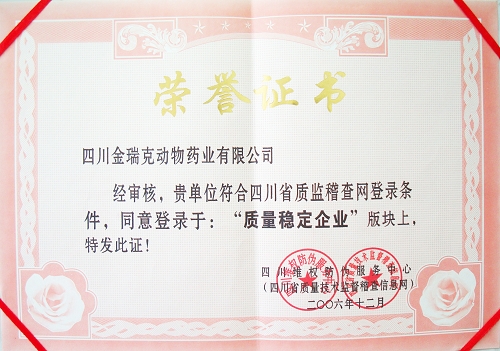 荣誉证书
四川金瑞克动物药业有限公司
经审核，贵单位符合四川省质监稽查网登录条
件，同意登录于：“质量稳定企业”版块上，
特发此证！
四川维权防伪服务中心
（四川省质量技术监督稽查信息网）
二〇〇六年十二月